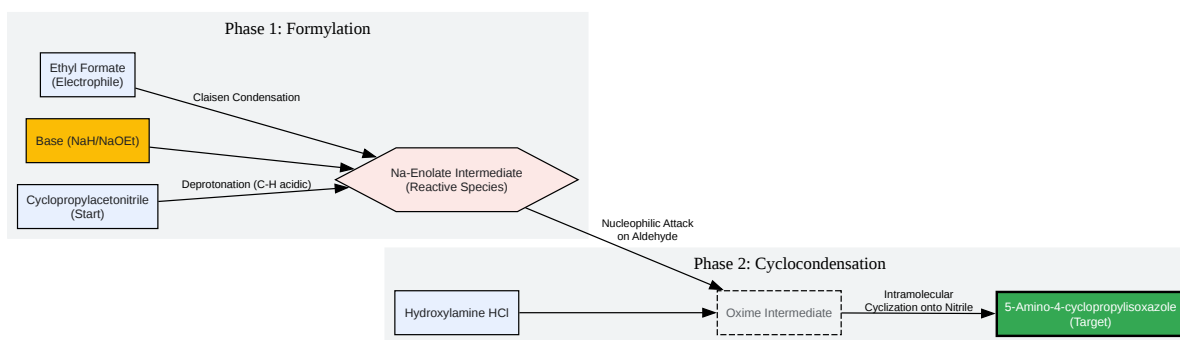 Phase 1: Formylation
Ethyl Formate
(Electrophile)
Claisen Condensation
Base (NaH/NaOEt)
Na-Enolate Intermediate
(Reactive Species)
Deprotonation (C-H acidic)
Cyclopropylacetonitrile
(Start)
Nucleophilic Attack
on Aldehyde
Phase 2: Cyclocondensation
Hydroxylamine HCl
Oxime Intermediate
Intramolecular
Cyclization onto Nitrile
5-Amino-4-cyclopropylisoxazole
(Target)